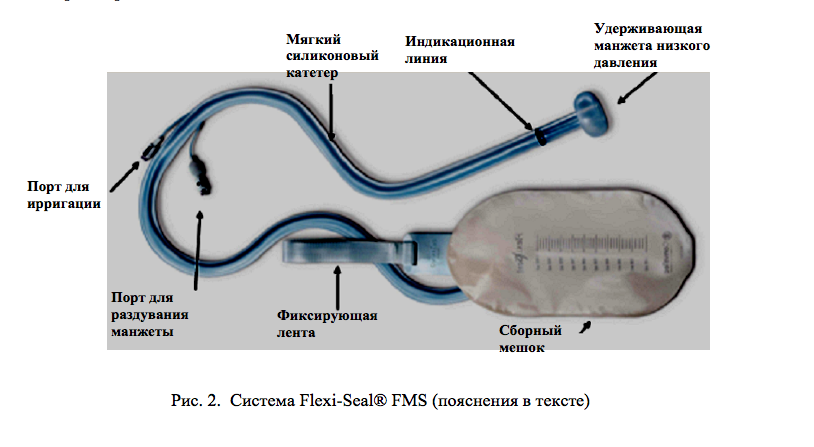 Удерживающая
манжета низкого
давления
Индикационная
линия
Мягкий
силиконовый
катетер
Порт для
ирригации
Порт для
раздувания
манжеты
Фиксирующая
лента
Сборный
мешок
Рис. 2. Система Flexi-Seal® FMS (пояснения в тексте)